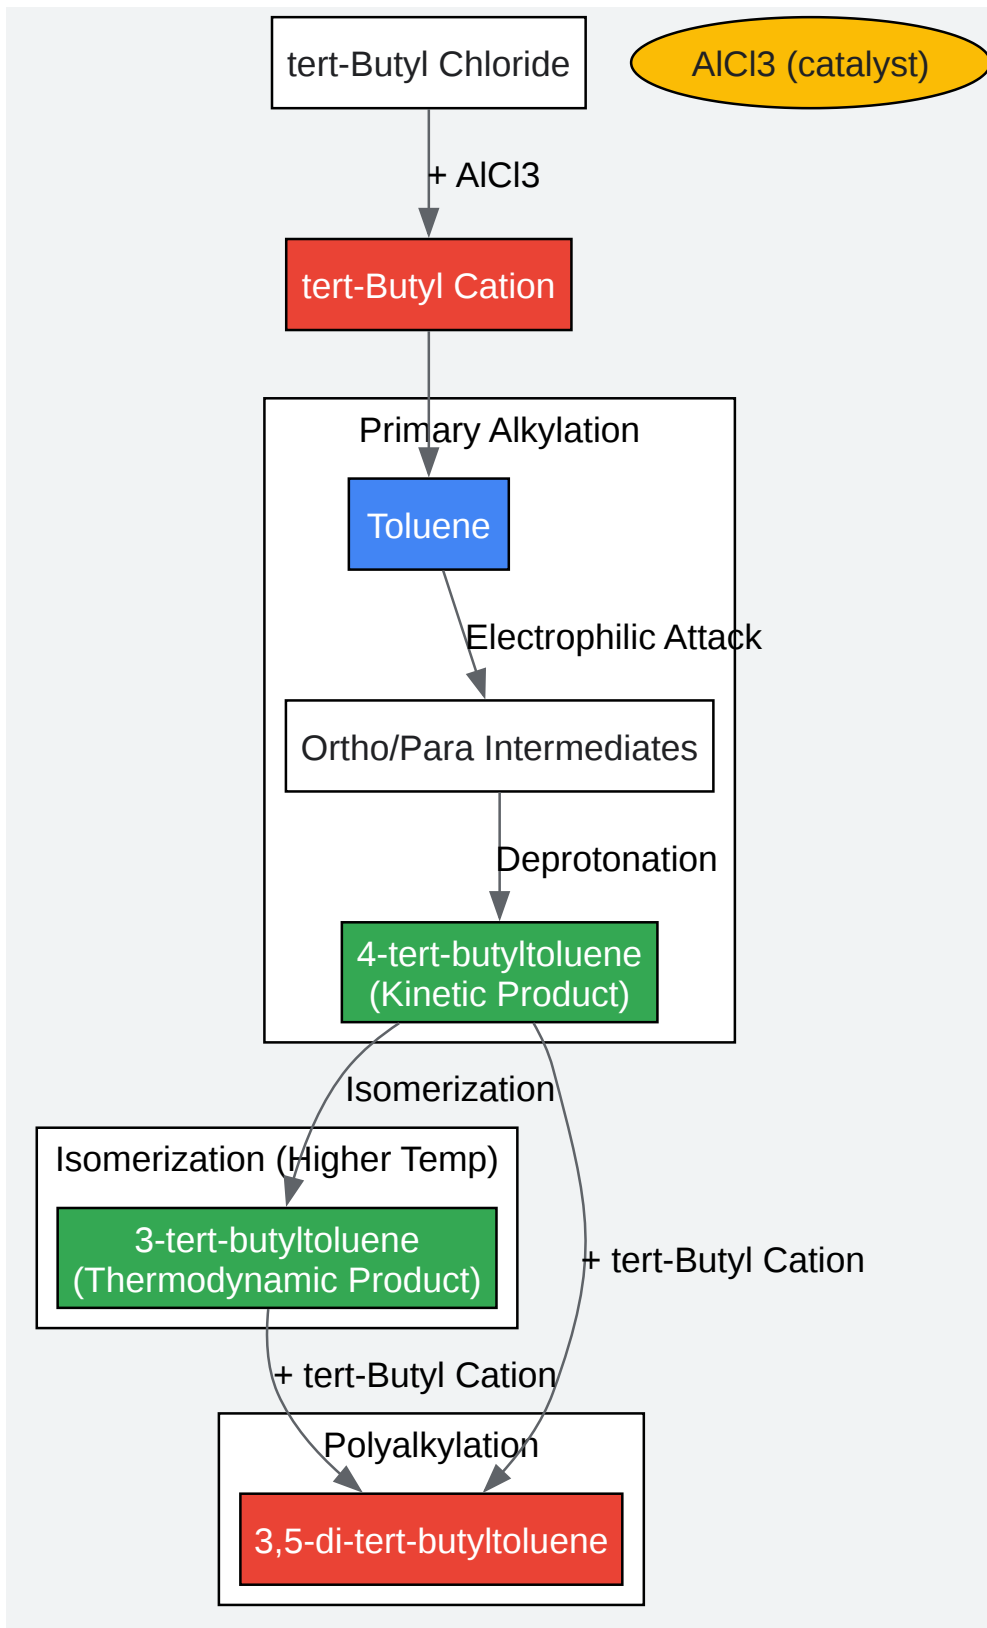 tert-Butyl Chloride
AlCl3 (catalyst)
+ AlCl3
tert-Butyl Cation
Primary Alkylation
Toluene
Electrophilic Attack
Ortho/Para Intermediates
Deprotonation
4-tert-butyltoluene
(Kinetic Product)
Isomerization
Isomerization (Higher Temp)
3-tert-butyltoluene
(Thermodynamic Product)
+ tert-Butyl Cation
+ tert-Butyl Cation
Polyalkylation
3,5-di-tert-butyltoluene